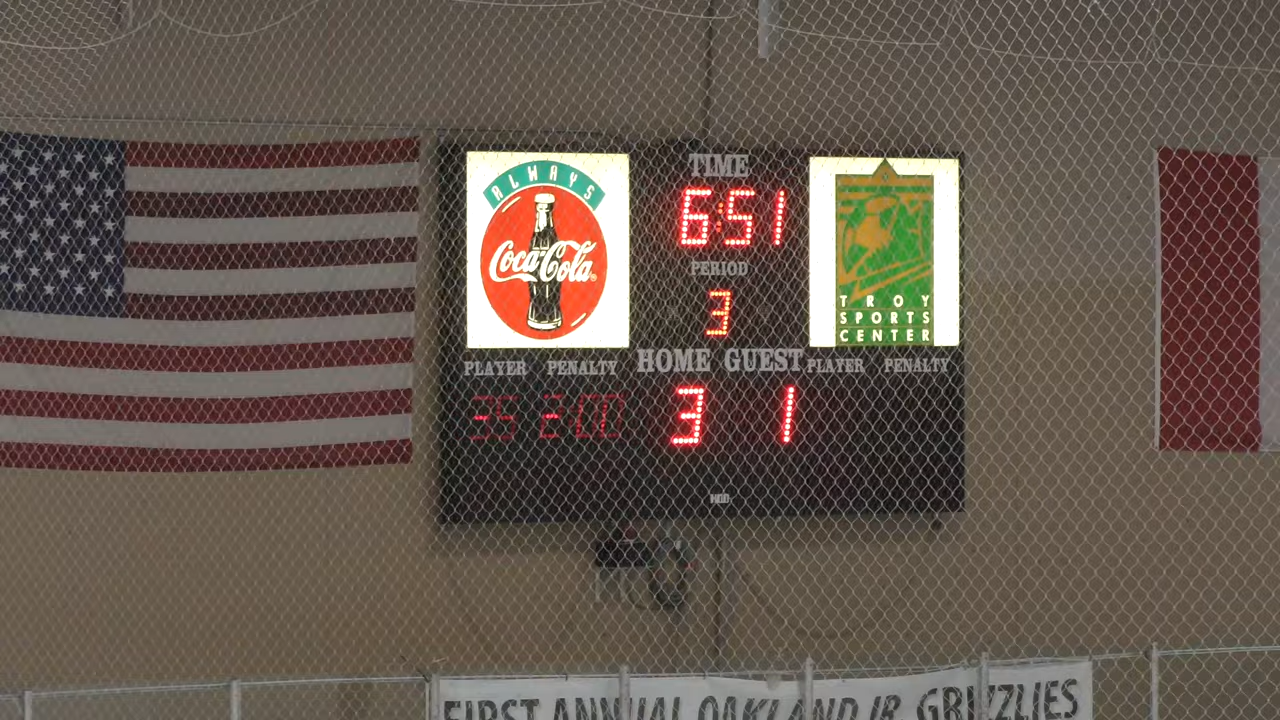 ALWAYS
Coca-Cola
TIME
6:51
PERIOD
3
TROY
SPORTS
CENTER
PLAYER PENALTY HOME GUEST PLAYER PENALTY
35 2:00 3 1
FIRST ANNUAL OAKLAND JR. GRIZZLIES